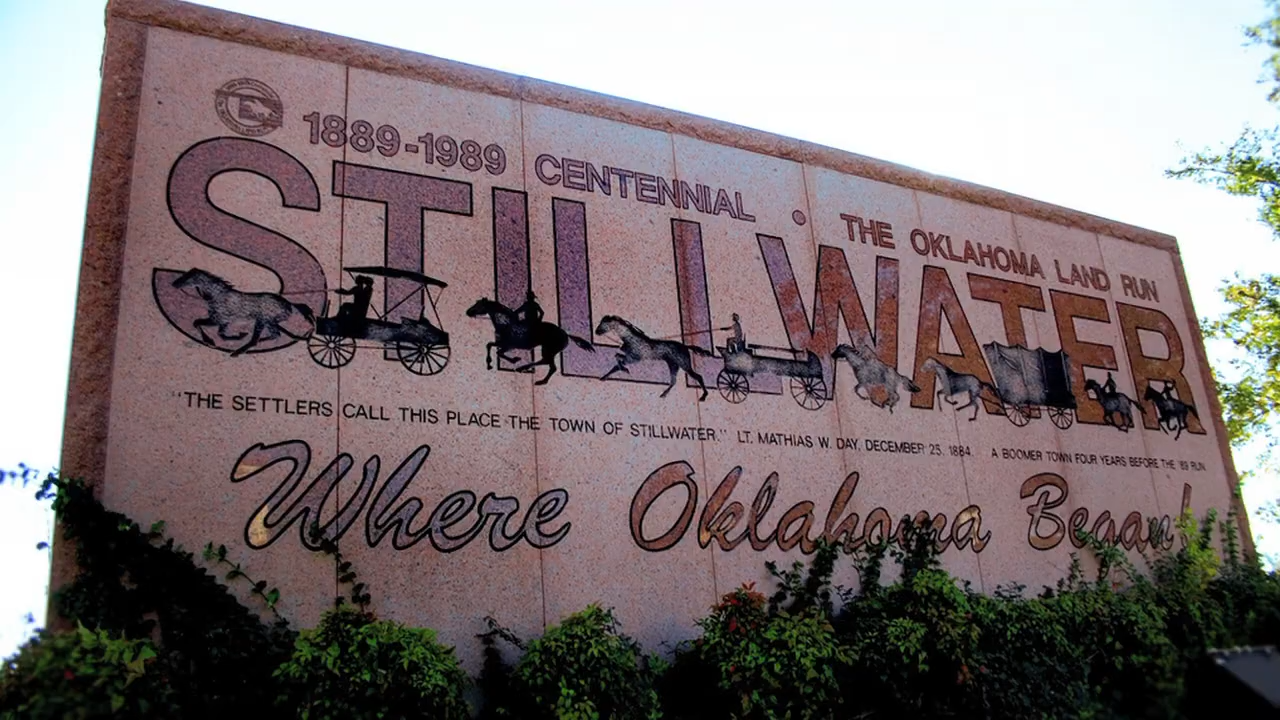 1889-1989 CENTENNIAL • THE OKLAHOMA LAND RUN
STILLWATER
"THE SETTLERS CALL THIS PLACE THE TOWN OF STILLWATER." LT. MATHIAS W. DAY, DECEMBER 25, 1884. A BOOMER TOWN FOUR YEARS BEFORE THE '89 RUN.
Where Oklahoma Began!